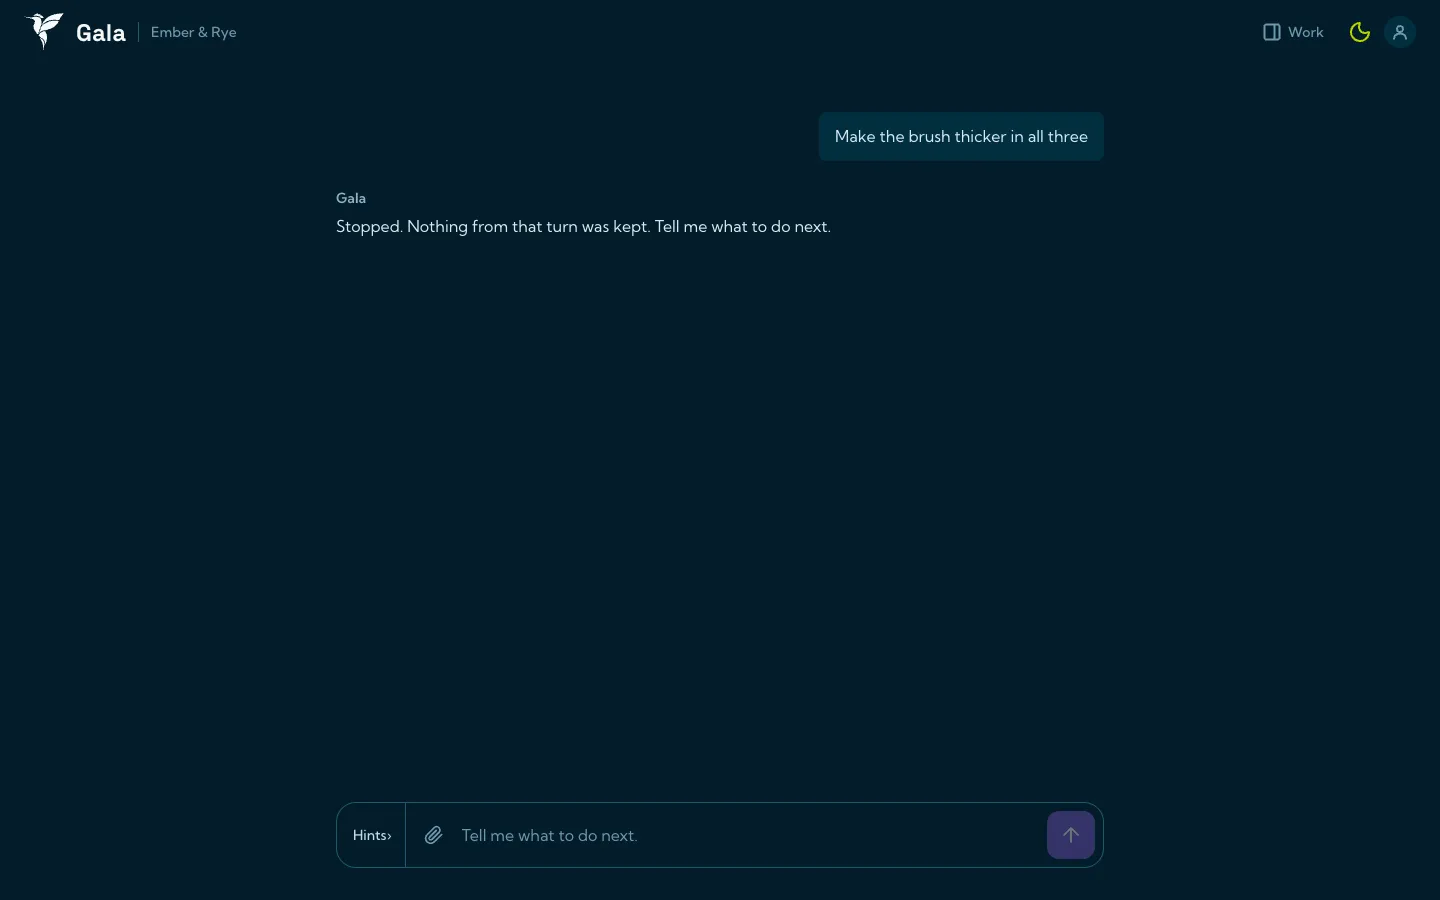 Gala
Ember & Rye
Work
Make the brush thicker in all three
Gala
Stopped. Nothing from that turn was kept. Tell me what to do next.
Hints›
Tell me what to do next.